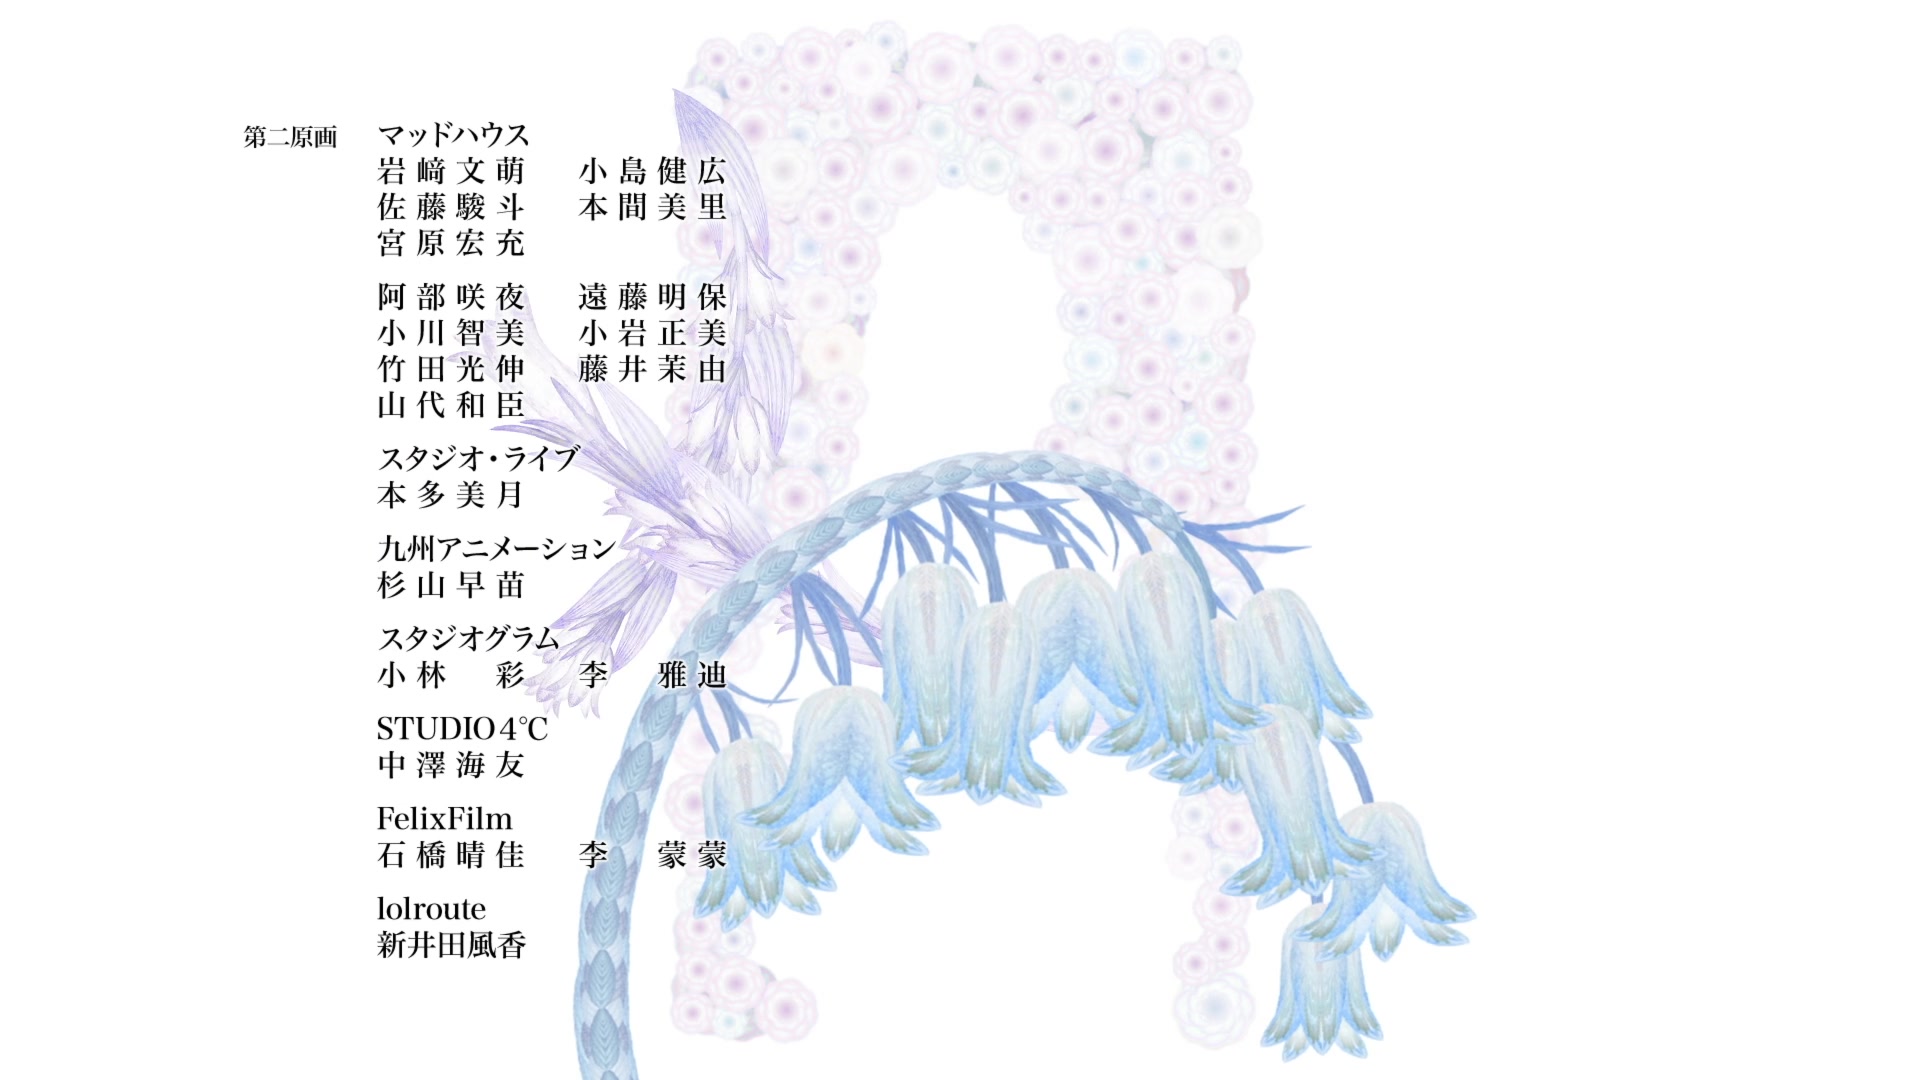 第二原画 マッドハウス
岩﨑文萌 小島健広
佐藤駿斗 本間美里
宮原宏充
阿部咲夜 遠藤明保
小川智美 小岩正美
竹田光伸 藤井茉由
山代和臣
スタジオ・ライブ
本多美月
九州アニメーション
杉山早苗
スタジオグラム
小林 彩 李 雅迪
STUDIO4℃
中澤海友
FelixFilm
石橋晴佳 李 蒙蒙
lolroute
新井田風香